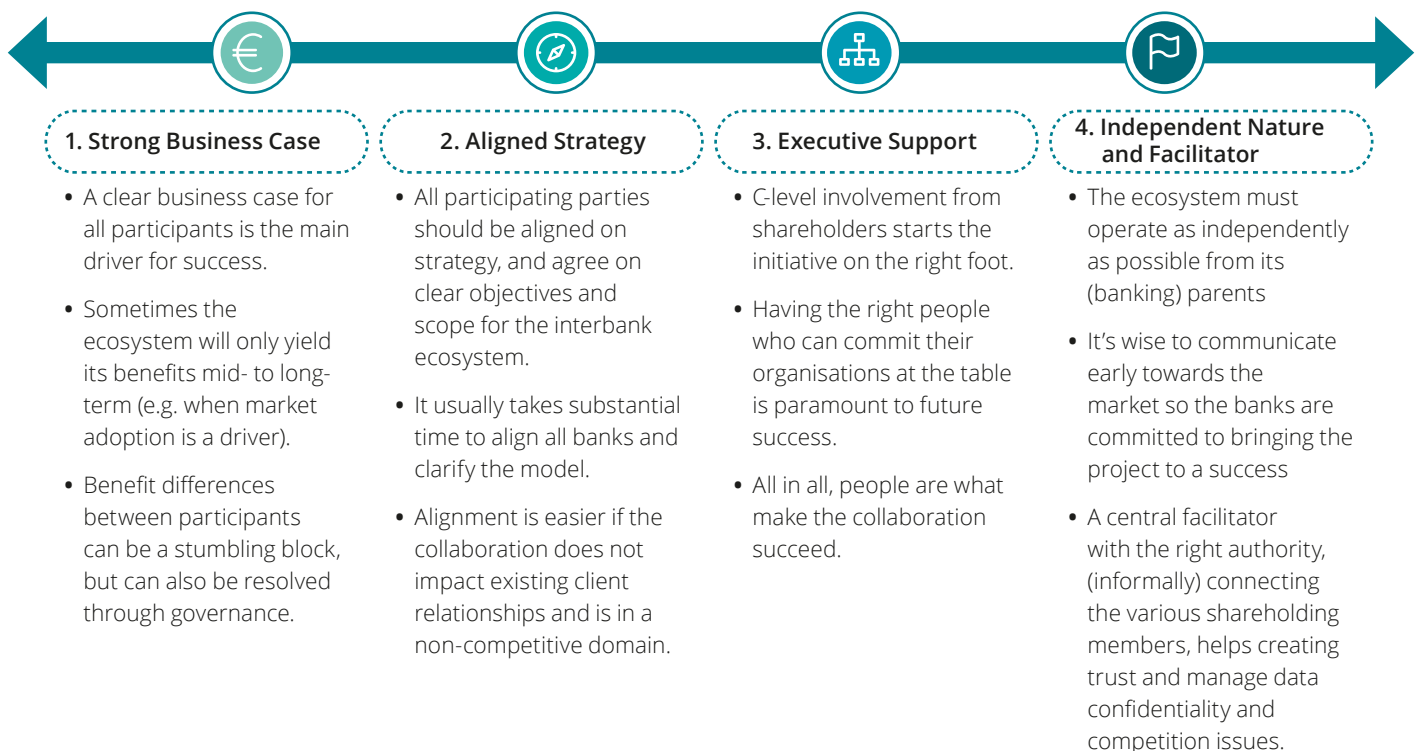 €
1. Strong Business Case
• A clear business case for
all participants is the main
driver for success.
• Sometimes the
ecosystem will only yield
its benefits mid- to long-
term (e.g. when market
adoption is a driver).
• Benefit differences
between participants
can be a stumbling block,
but can also be resolved
through governance.
2. Aligned Strategy
• All participating parties
should be aligned on
strategy, and agree on
clear objectives and
scope for the interbank
ecosystem.
• It usually takes substantial
time to align all banks and
clarify the model.
• Alignment is easier if the
collaboration does not
impact existing client
relationships and is in a
non-competitive domain.
3. Executive Support
• C-level involvement from
shareholders starts the
initiative on the right foot.
• Having the right people
who can commit their
organisations at the table
is paramount to future
success.
• All in all, people are what
make the collaboration
succeed.
4. Independent Nature
and Facilitator
• The ecosystem must
operate as independently
as possible from its
(banking) parents
• It's wise to communicate
early towards the
market so the banks are
committed to bringing the
project to a success
• A central facilitator
with the right authority,
(informally) connecting
the various shareholding
members, helps creating
trust and manage data
confidentiality and
competition issues.